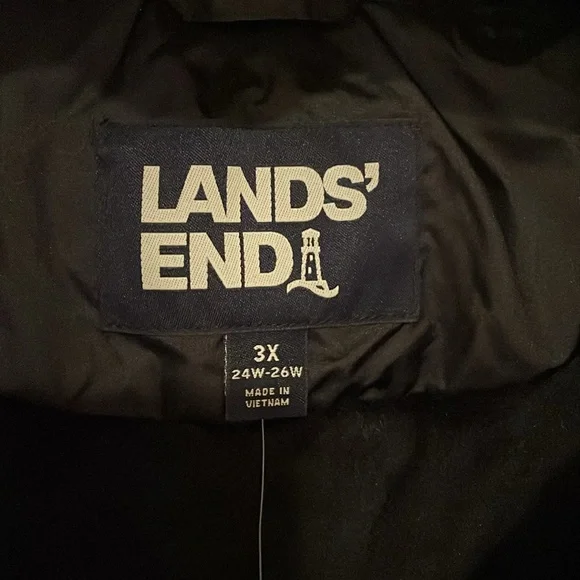 LANDS'
END
3X
24W-26W
MADE IN
VIETNAM